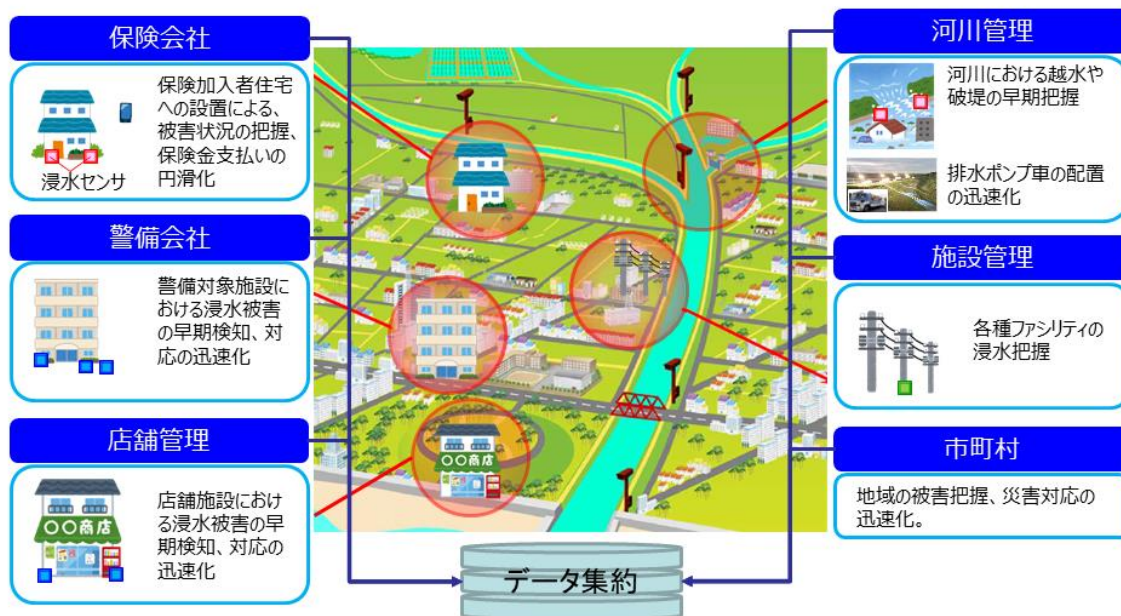 保険会社
保険加入者住宅
への設置による、
被害状況の把握、
保険金支払いの
円滑化
浸水センサ
警備会社
警備対象施設に
おける浸水被害
の早期検知、対
応の迅速化
店舗管理
〇〇商店
店舗施設におけ
る浸水被害の早
期検知、対応の
迅速化
〇〇商店
データ集約
河川管理
河川における越水や
破堤の早期把握
排水ポンプ車の配置
の迅速化
施設管理
各種ファシリティの
浸水把握
市町村
地域の被害把握、災害対応の
迅速化。